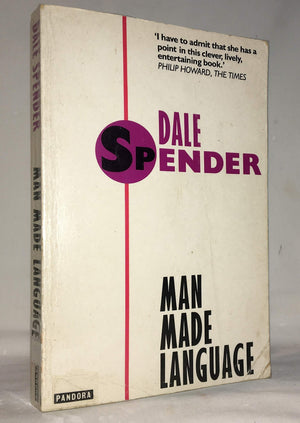 'I have to admit that she has a
point in this clever, lively,
entertaining book.'
PHILIP HOWARD, THE TIMES
DALE
SPENDER
MAN
MADE
LANGUAGE
PANDORA
DALE SPENDER
MAN MADE LANGUAGE